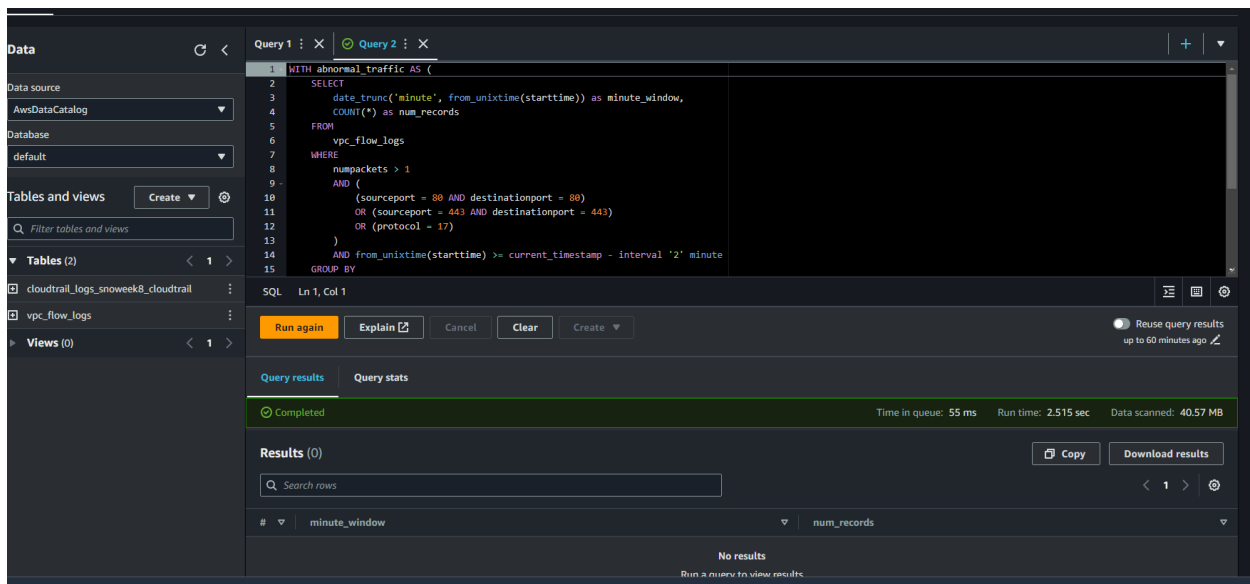 Data
Data source
AwsDataCatalog
Database
default
Tables and views
Create
Filter tables and views
Tables (2)
< 1 >
cloudtrail_logs_snoweek8_cloudtrail
vpc_flow_logs
Views (0)
< 1 >
Query 1
Query 2
1 WITH abnormal_traffic AS (
2 SELECT
3 date_trunc('minute', from_unixtime(starttime)) as minute_window,
4 COUNT(*) as num_records
5 FROM
6 vpc_flow_logs
7 WHERE
8 numpackets > 1
9 AND (
10 (sourceport = 80 AND destinationport = 80)
11 OR (sourceport = 443 AND destinationport = 443)
12 OR (protocol = 17)
13 )
14 AND from_unixtime(starttime) >= current_timestamp - interval '2' minute
15 GROUP BY
SQL Ln 1, Col 1
Run again Explain Cancel Clear Create
Reuse query results
up to 60 minutes ago
Query results Query stats
Completed Time in queue: 55 ms Run time: 2.515 sec Data scanned: 40.57 MB
Results (0) Copy Download results
Search rows
< 1 >
# minute_window num_records
No results
Run a query to view results